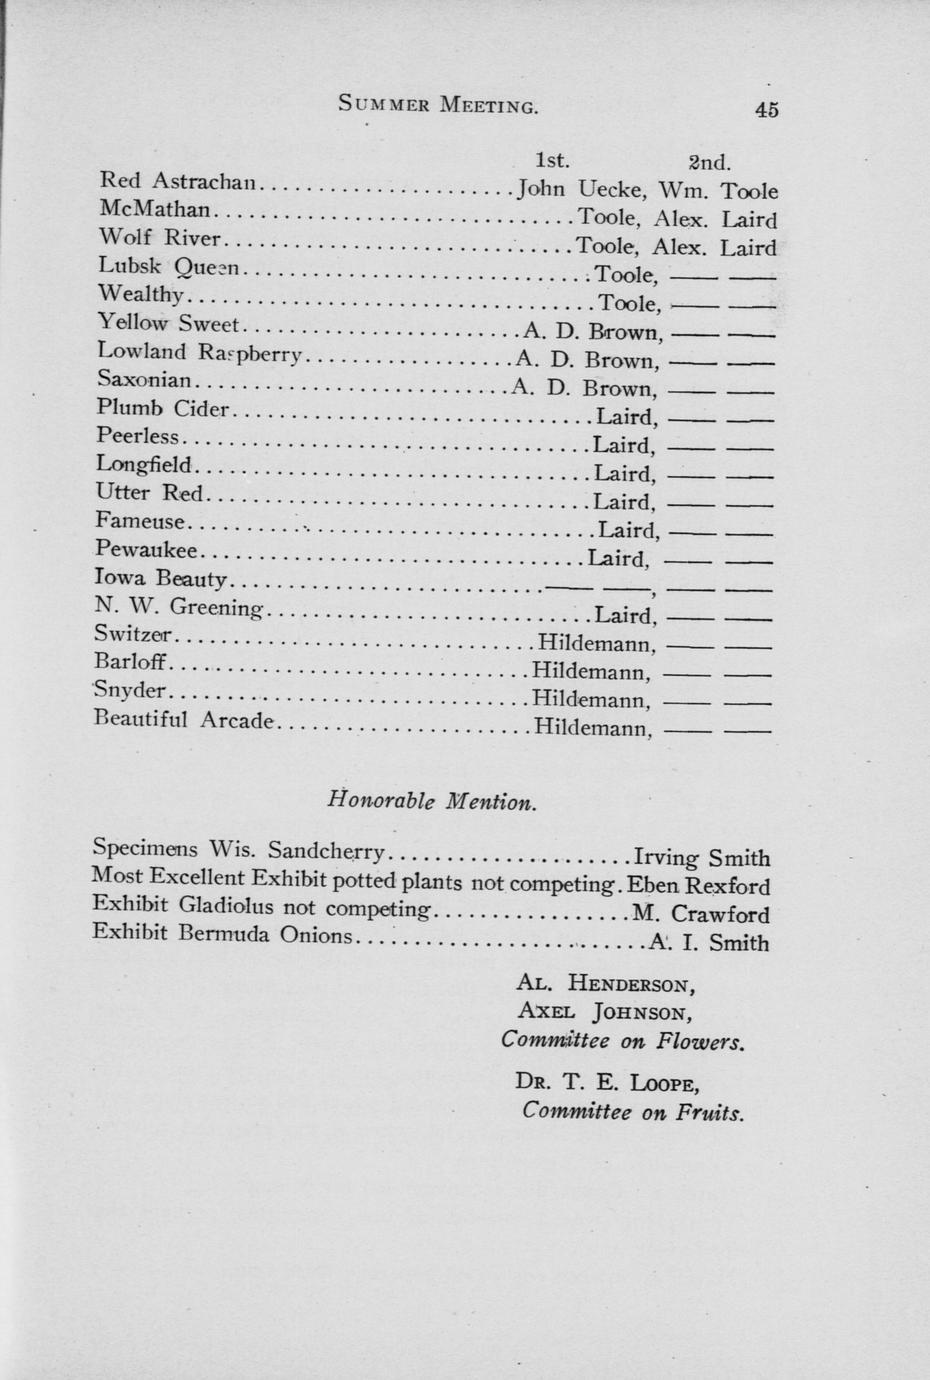 SUMMER MEETING. 45
1st. 2nd.
Red Astrachan......................John Uecke, Wm. Toole
McMathan...............................Toole, Alex. Laird
Wolf River..............................Toole, Alex. Laird
Lubsk Queen..............................Toole, —— ——
Wealthy...................................Toole, —— ——
Yellow Sweet........................A. D. Brown, —— ——
Lowland Raspberry..................A. D. Brown, —— ——
Saxonian...........................A. D. Brown, —— ——
Plumb Cider...............................Laird, —— ——
Peerless...................................Laird, —— ——
Longfield..................................Laird, —— ——
Utter Red.................................Laird, —— ——
Fameuse...................................Laird, —— ——
Pewaukee.................................Laird, —— ——
Iowa Beauty...........................—— ——, —— ——
N. W. Greening............................Laird, —— ——
Switzer...............................Hildemann, —— ——
Barloff...............................Hildemann, —— ——
Snyder...............................Hildemann, —— ——
Beautiful Arcade......................Hildemann, —— ——
Honorable Mention.
Specimens Wis. Sandcherry.....................Irving Smith
Most Excellent Exhibit potted plants not competing.Eben Rexford
Exhibit Gladiolus not competing.................M. Crawford
Exhibit Bermuda Onions.........................A. I. Smith
AL. HENDERSON,
AXEL JOHNSON,
Committee on Flowers.
DR. T. E. LOOPE,
Committee on Fruits.